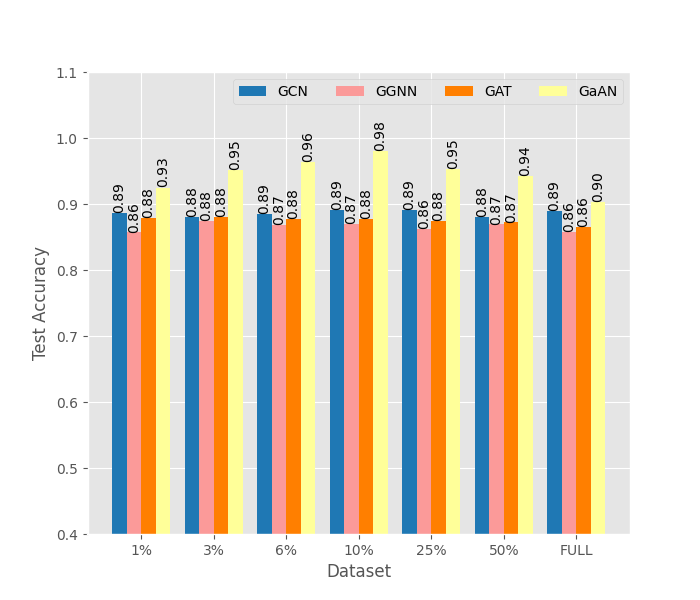 GCN GGNN GAT GaAN
1.1
1.0
0.9
0.8
0.7
0.6
0.5
0.4
Test Accuracy
0.89 0.86 0.88 0.93
0.88 0.88 0.88 0.95
0.89 0.87 0.88 0.96
0.89 0.87 0.88 0.98
0.89 0.86 0.88 0.95
0.88 0.87 0.87 0.94
0.89 0.86 0.86 0.90
1% 3% 6% 10% 25% 50% FULL
Dataset